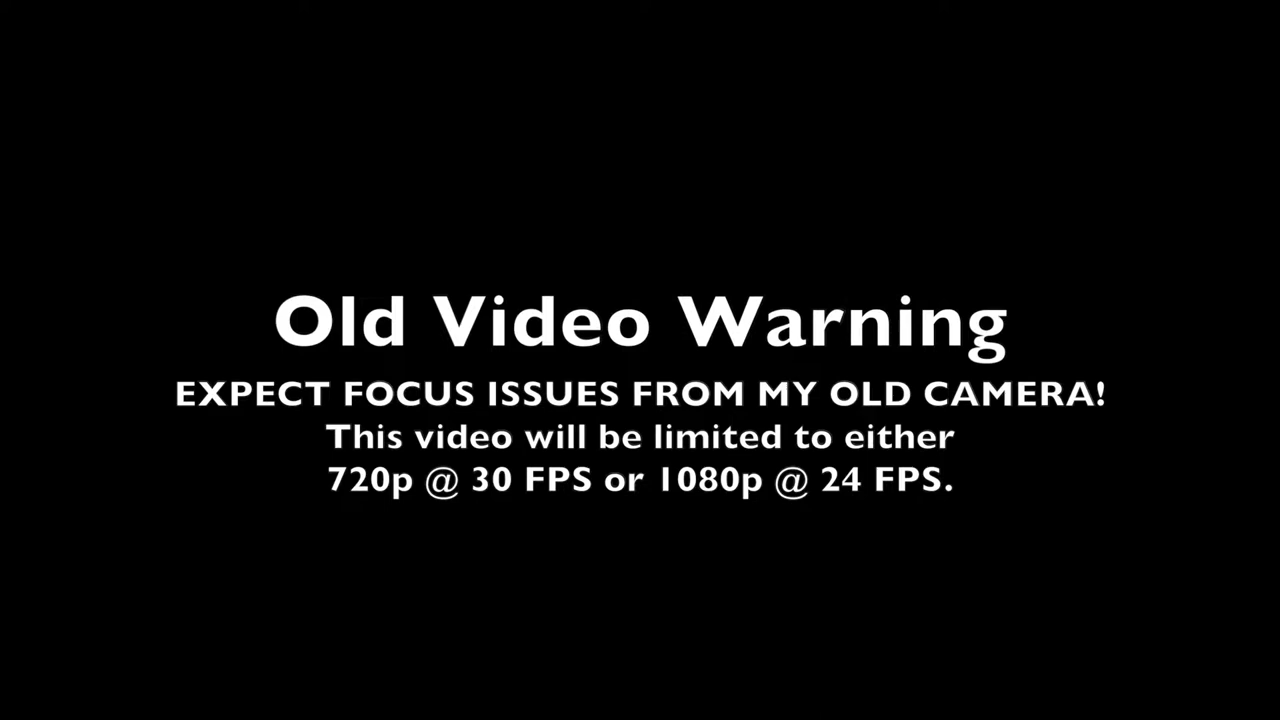 Old Video Warning
EXPECT FOCUS ISSUES FROM MY OLD CAMERA!
This video will be limited to either
720p @ 30 FPS or 1080p @ 24 FPS.